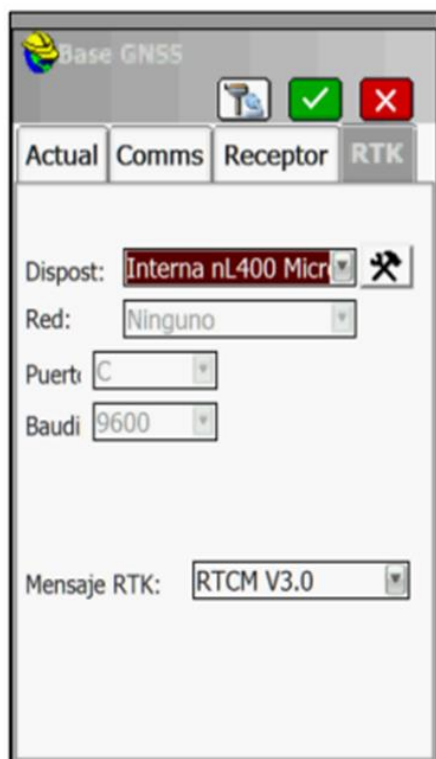 Base GNSS
Actual Comms Receptor RTK
Dispost: Interna nL400 Micr
Red: Ninguno
Puert C
Baudi 9600
Mensaje RTK: RTCM V3.0